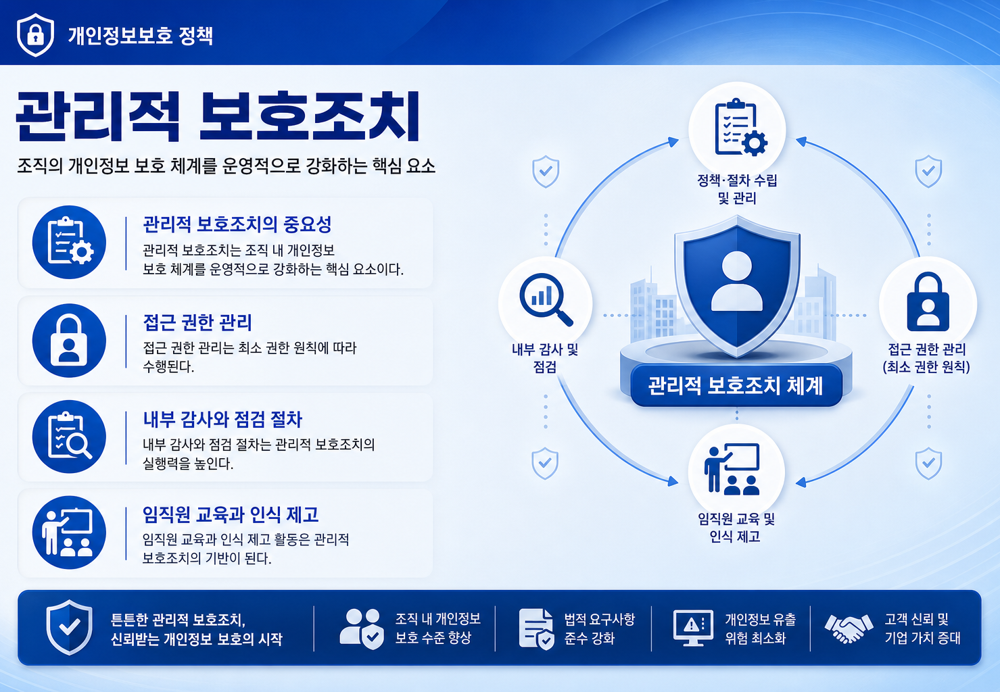 개인정보보호 정책
관리적 보호조치
조직의 개인정보 보호 체계를 운영적으로 강화하는 핵심 요소
관리적 보호조치의 중요성
관리적 보호조치는 조직 내 개인정보
보호 체계를 운영적으로 강화하는 핵심 요소이다.
접근 권한 관리
접근 권한 관리는 최소 권한 원칙에 따라
수행된다.
내부 감사와 점검 절차
내부 감사와 점검 절차는 관리적 보호조치의
실행력을 높인다.
임직원 교육과 인식 제고
임직원 교육과 인식 제고 활동은 관리적
보호조치의 기반이 된다.
정책·절차 수립
및 관리
내부 감사 및
점검
접근 권한 관리
(최소 권한 원칙)
관리적 보호조치 체계
임직원 교육 및
인식 제고
튼튼한 관리적 보호조치,
신뢰받는 개인정보 보호의 시작
조직 내 개인정보
보호 수준 향상
법적 요구사항
준수 강화
개인정보 유출
위험 최소화
고객 신뢰 및
기업 가치 증대